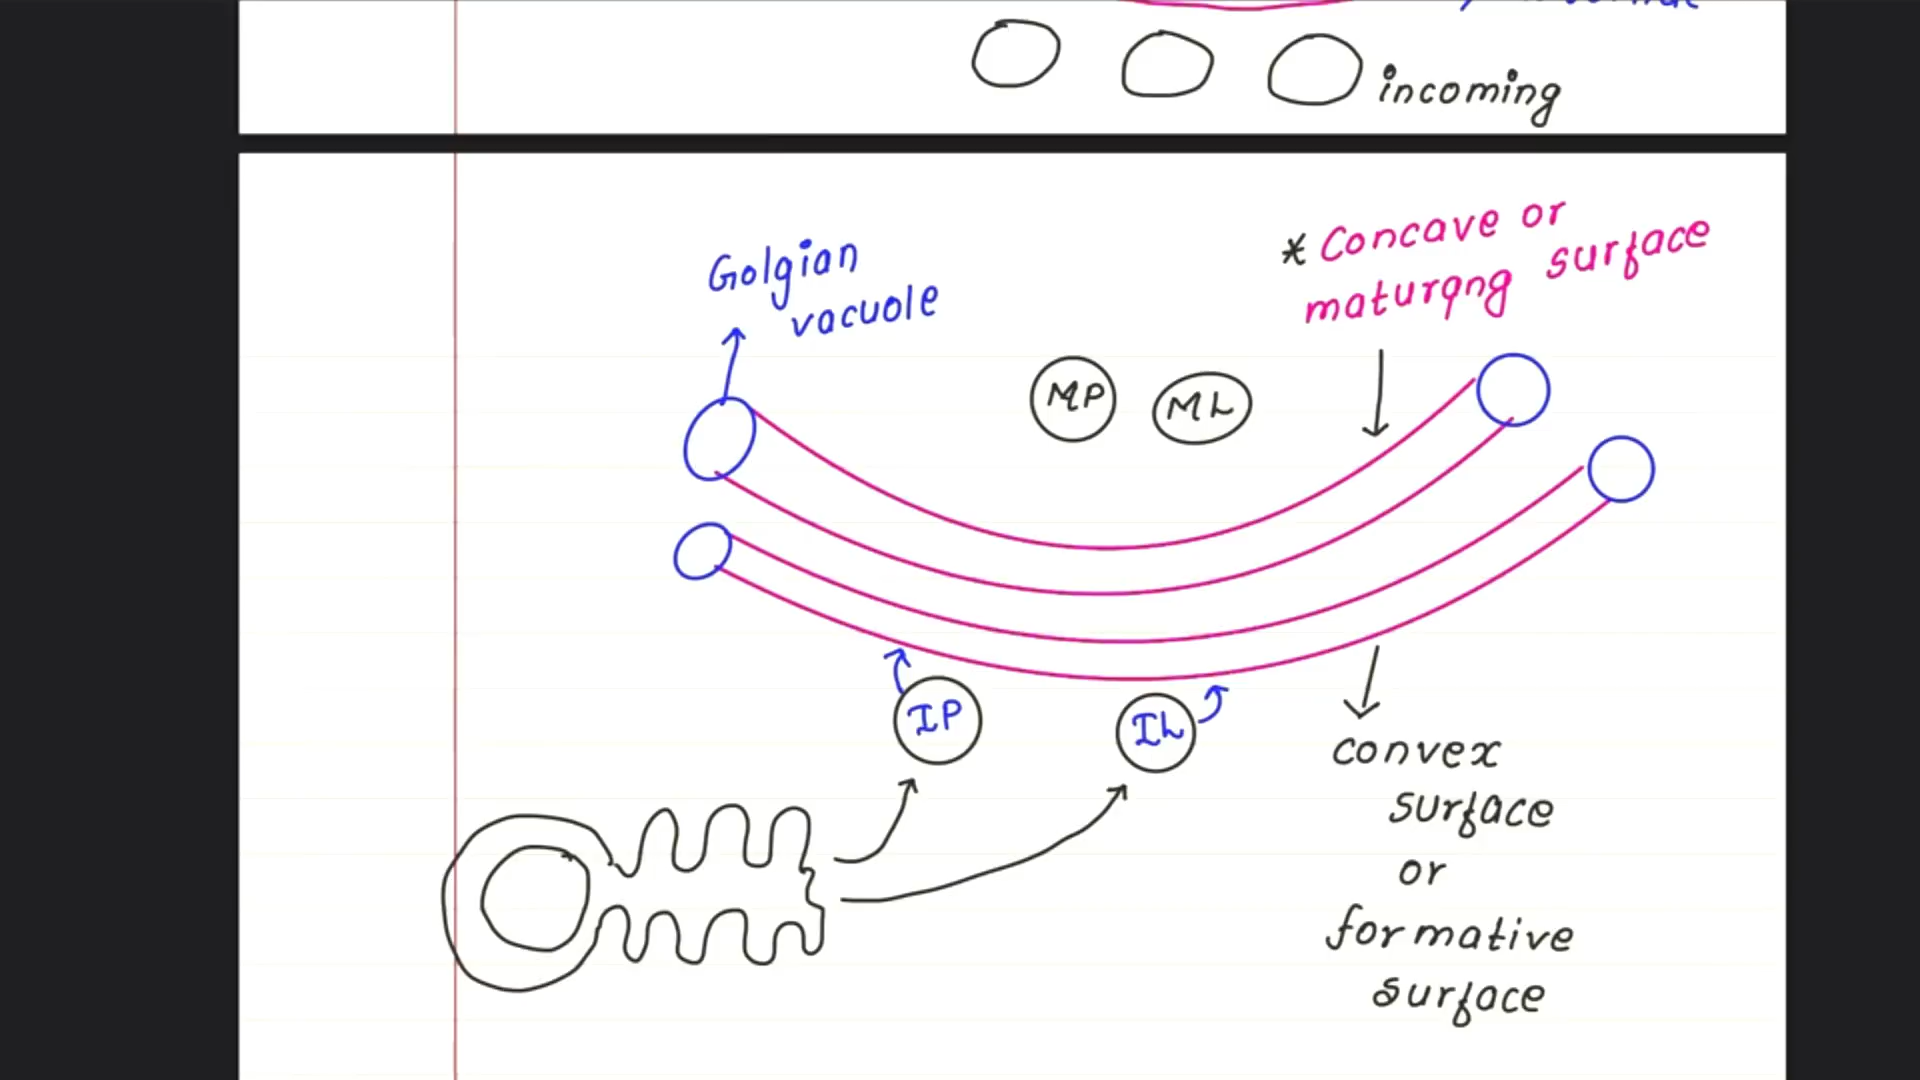 incoming
Golgian
vacuole
* Concave or
maturqng surface
MP
ML
IP
IL
convex
surface
or
formative
surface